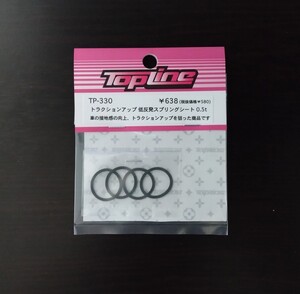 TopLine
TP-330 ￥638(税抜価格￥580)
トラクションアップ 低反発スプリングシート 0.5t
車の接地感の向上、トラクションアップを狙った商品です